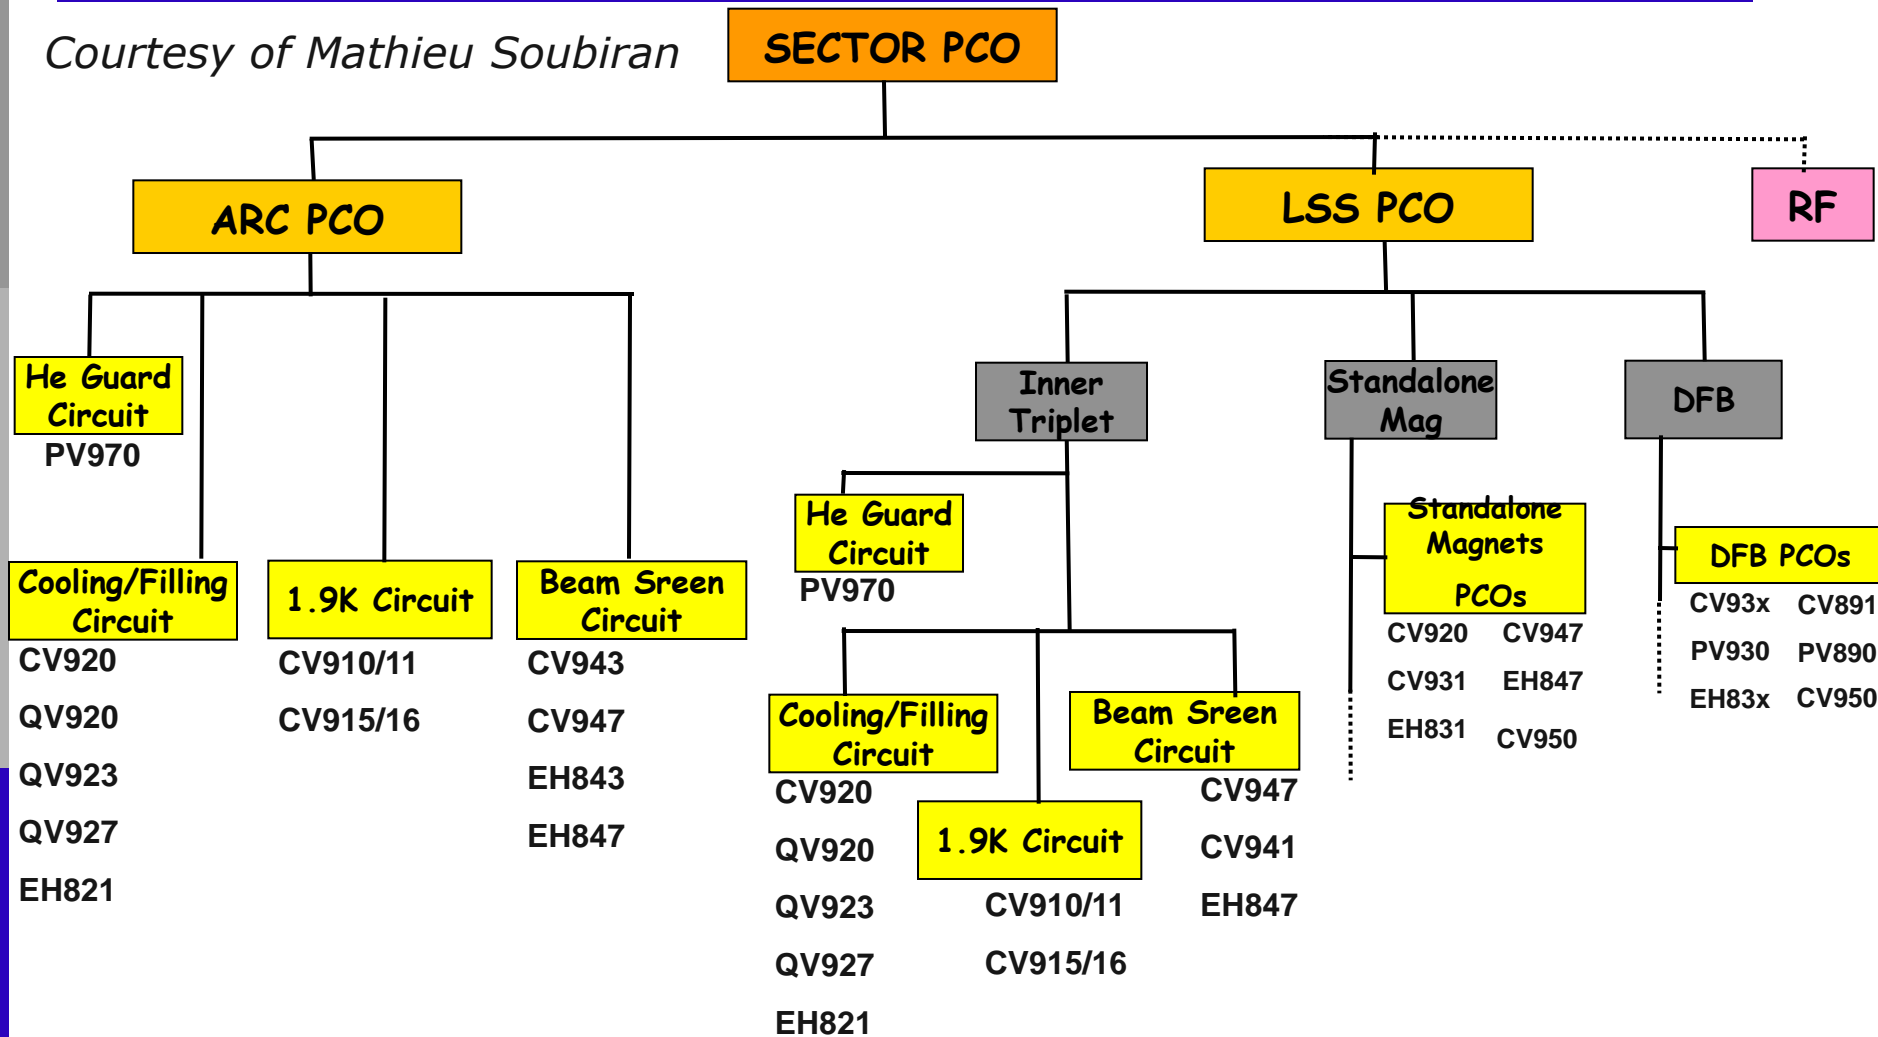 Courtesy of Mathieu Soubiran
SECTOR PCO
ARC PCO
LSS PCO
RF
He Guard
Circuit
PV970
Cooling/Filling
Circuit
CV920
QV920
QV923
QV927
EH821
1.9K Circuit
CV910/11
CV915/16
Beam Sreen
Circuit
CV943
CV947
EH843
EH847
Inner
Triplet
He Guard
Circuit
PV970
Cooling/Filling
Circuit
CV920
QV920
QV923
QV927
EH821
1.9K Circuit
CV910/11
CV915/16
Beam Sreen
Circuit
CV947
CV941
EH847
Standalone
Mag
Standalone
Magnets
PCOs
CV920 CV947
CV931 EH847
EH831 CV950
DFB
DFB PCOs
CV93x CV891
PV930 PV890
EH83x CV950